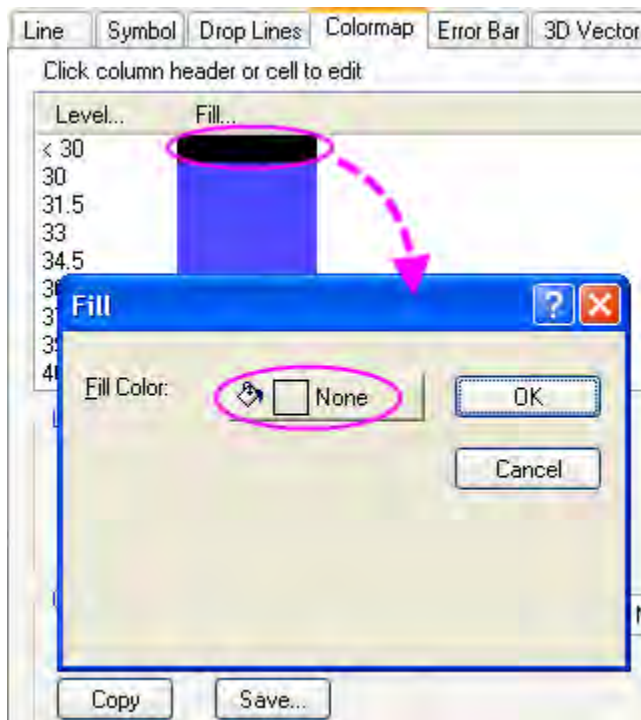 Line Symbol Drop Lines Colormap Error Bar 3D Vector
Click column header or cell to edit
Level... Fill...
< 30
30
31.5
33
34.5
Fill
Fill Color: None OK
Cancel
Copy Save...